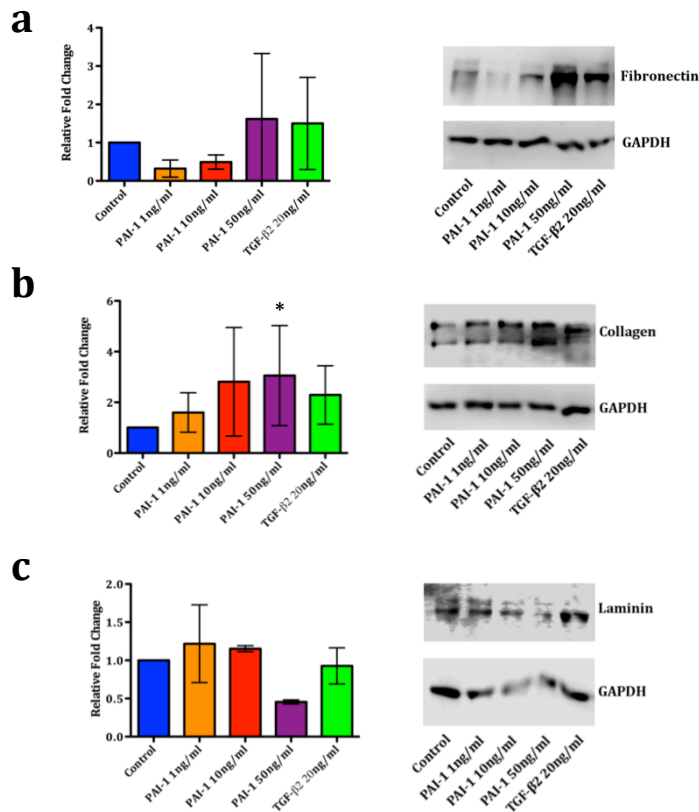 a
Relative Fold Change
4
3
2
1
0
Control
PAI-1 1ng/ml
PAI-1 10ng/ml
PAI-1 50ng/ml
TGF-β2 20ng/ml
Fibronectin
GAPDH
Control
PAI-1 1ng/ml
PAI-1 10ng/ml
PAI-1 50ng/ml
TGF-β2 20ng/ml
b
Relative Fold Change
6
4
2
0
*
Control
PAI-1 1ng/ml
PAI-1 10ng/ml
PAI-1 50ng/ml
TGF-β2 20ng/ml
Collagen
GAPDH
Control
PAI-1 1ng/ml
PAI-1 10ng/ml
PAI-1 50ng/ml
TGF-β2 20ng/ml
c
Relative Fold Change
2.0
1.5
1.0
0.5
0.0
Control
PAI-1 1ng/ml
PAI-1 10ng/ml
PAI-1 50ng/ml
TGF-β2 20ng/ml
Laminin
GAPDH
Control
PAI-1 1ng/ml
PAI-1 10ng/ml
PAI-1 50ng/ml
TGF-β2 20ng/ml